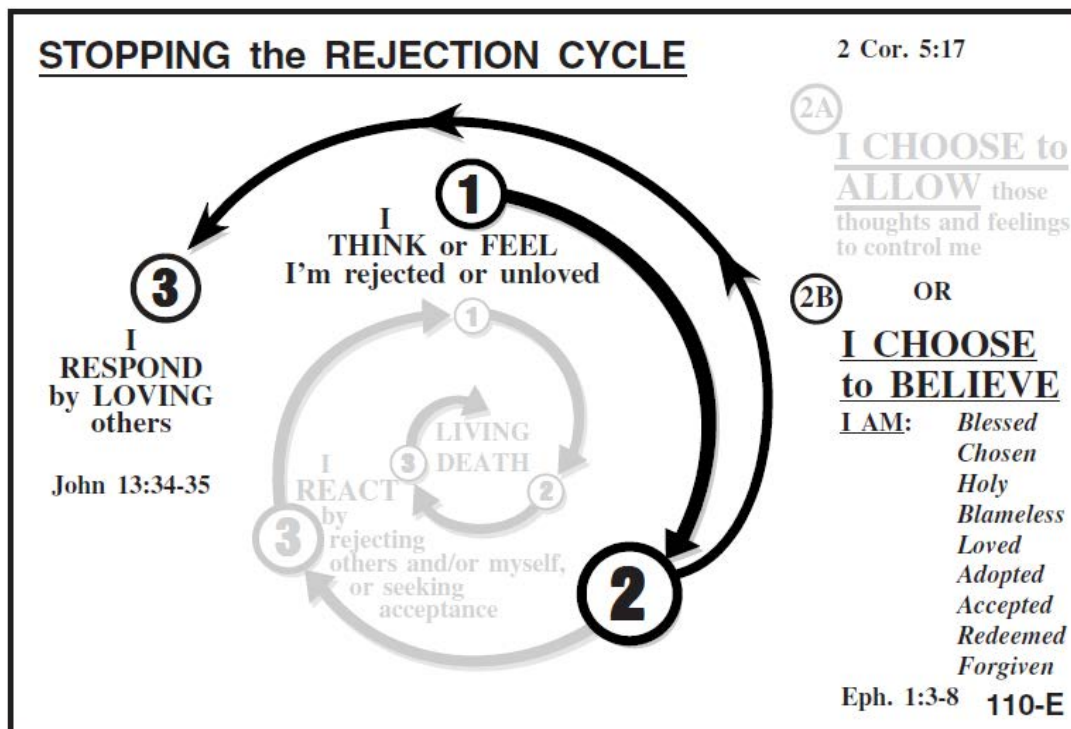 STOPPING the REJECTION CYCLE
2 Cor. 5:17
1
I
THINK or FEEL
I'm rejected or unloved
3
I
RESPOND
by LOVING
others
John 13:34-35
1
2
3
I
REACT
by
rejecting
others and/or myself,
or seeking
acceptance
LIVING
DEATH
3
2
2A
I CHOOSE to
ALLOW those
thoughts and feelings
to control me
OR
2B
I CHOOSE
to BELIEVE
I AM: Blessed
Chosen
Holy
Blameless
Loved
Adopted
Accepted
Redeemed
Forgiven
Eph. 1:3-8 110-E